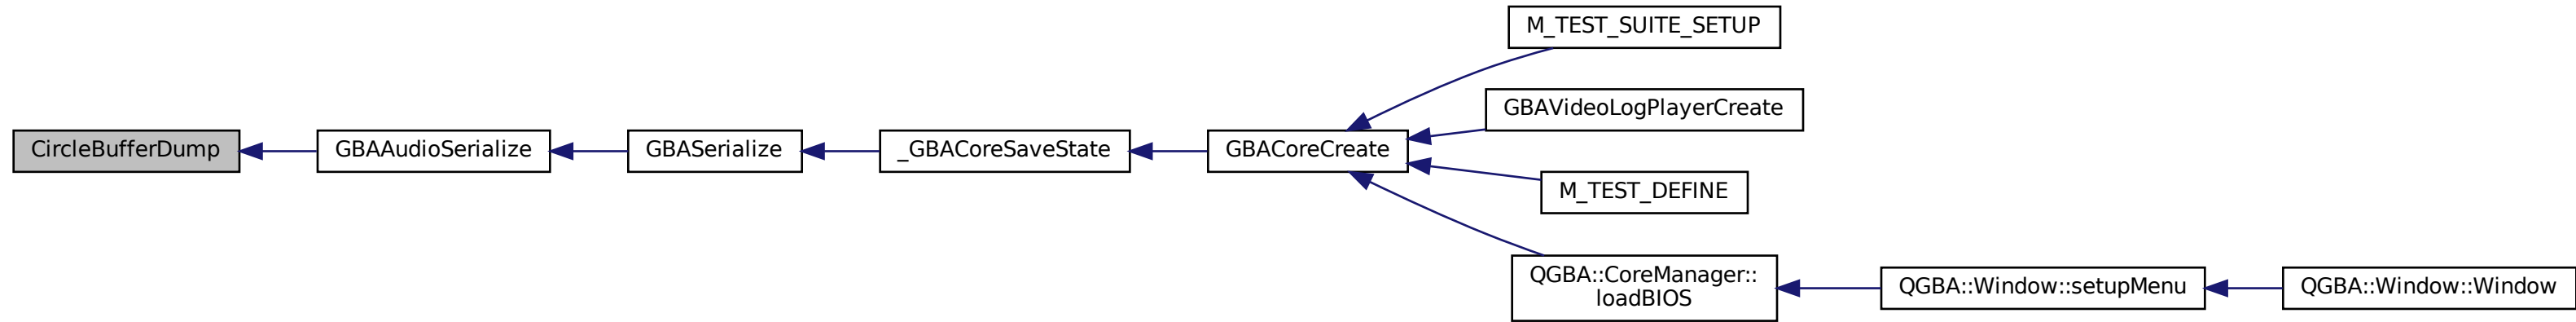 M_TEST_SUITE_SETUP
GBAVideoLogPlayerCreate
CircleBufferDump
GBAAudioSerialize
GBASerialize
_GBACoreSaveState
GBACoreCreate
M_TEST_DEFINE
QGBA::CoreManager::
loadBIOS
QGBA::Window::setupMenu
QGBA::Window::Window